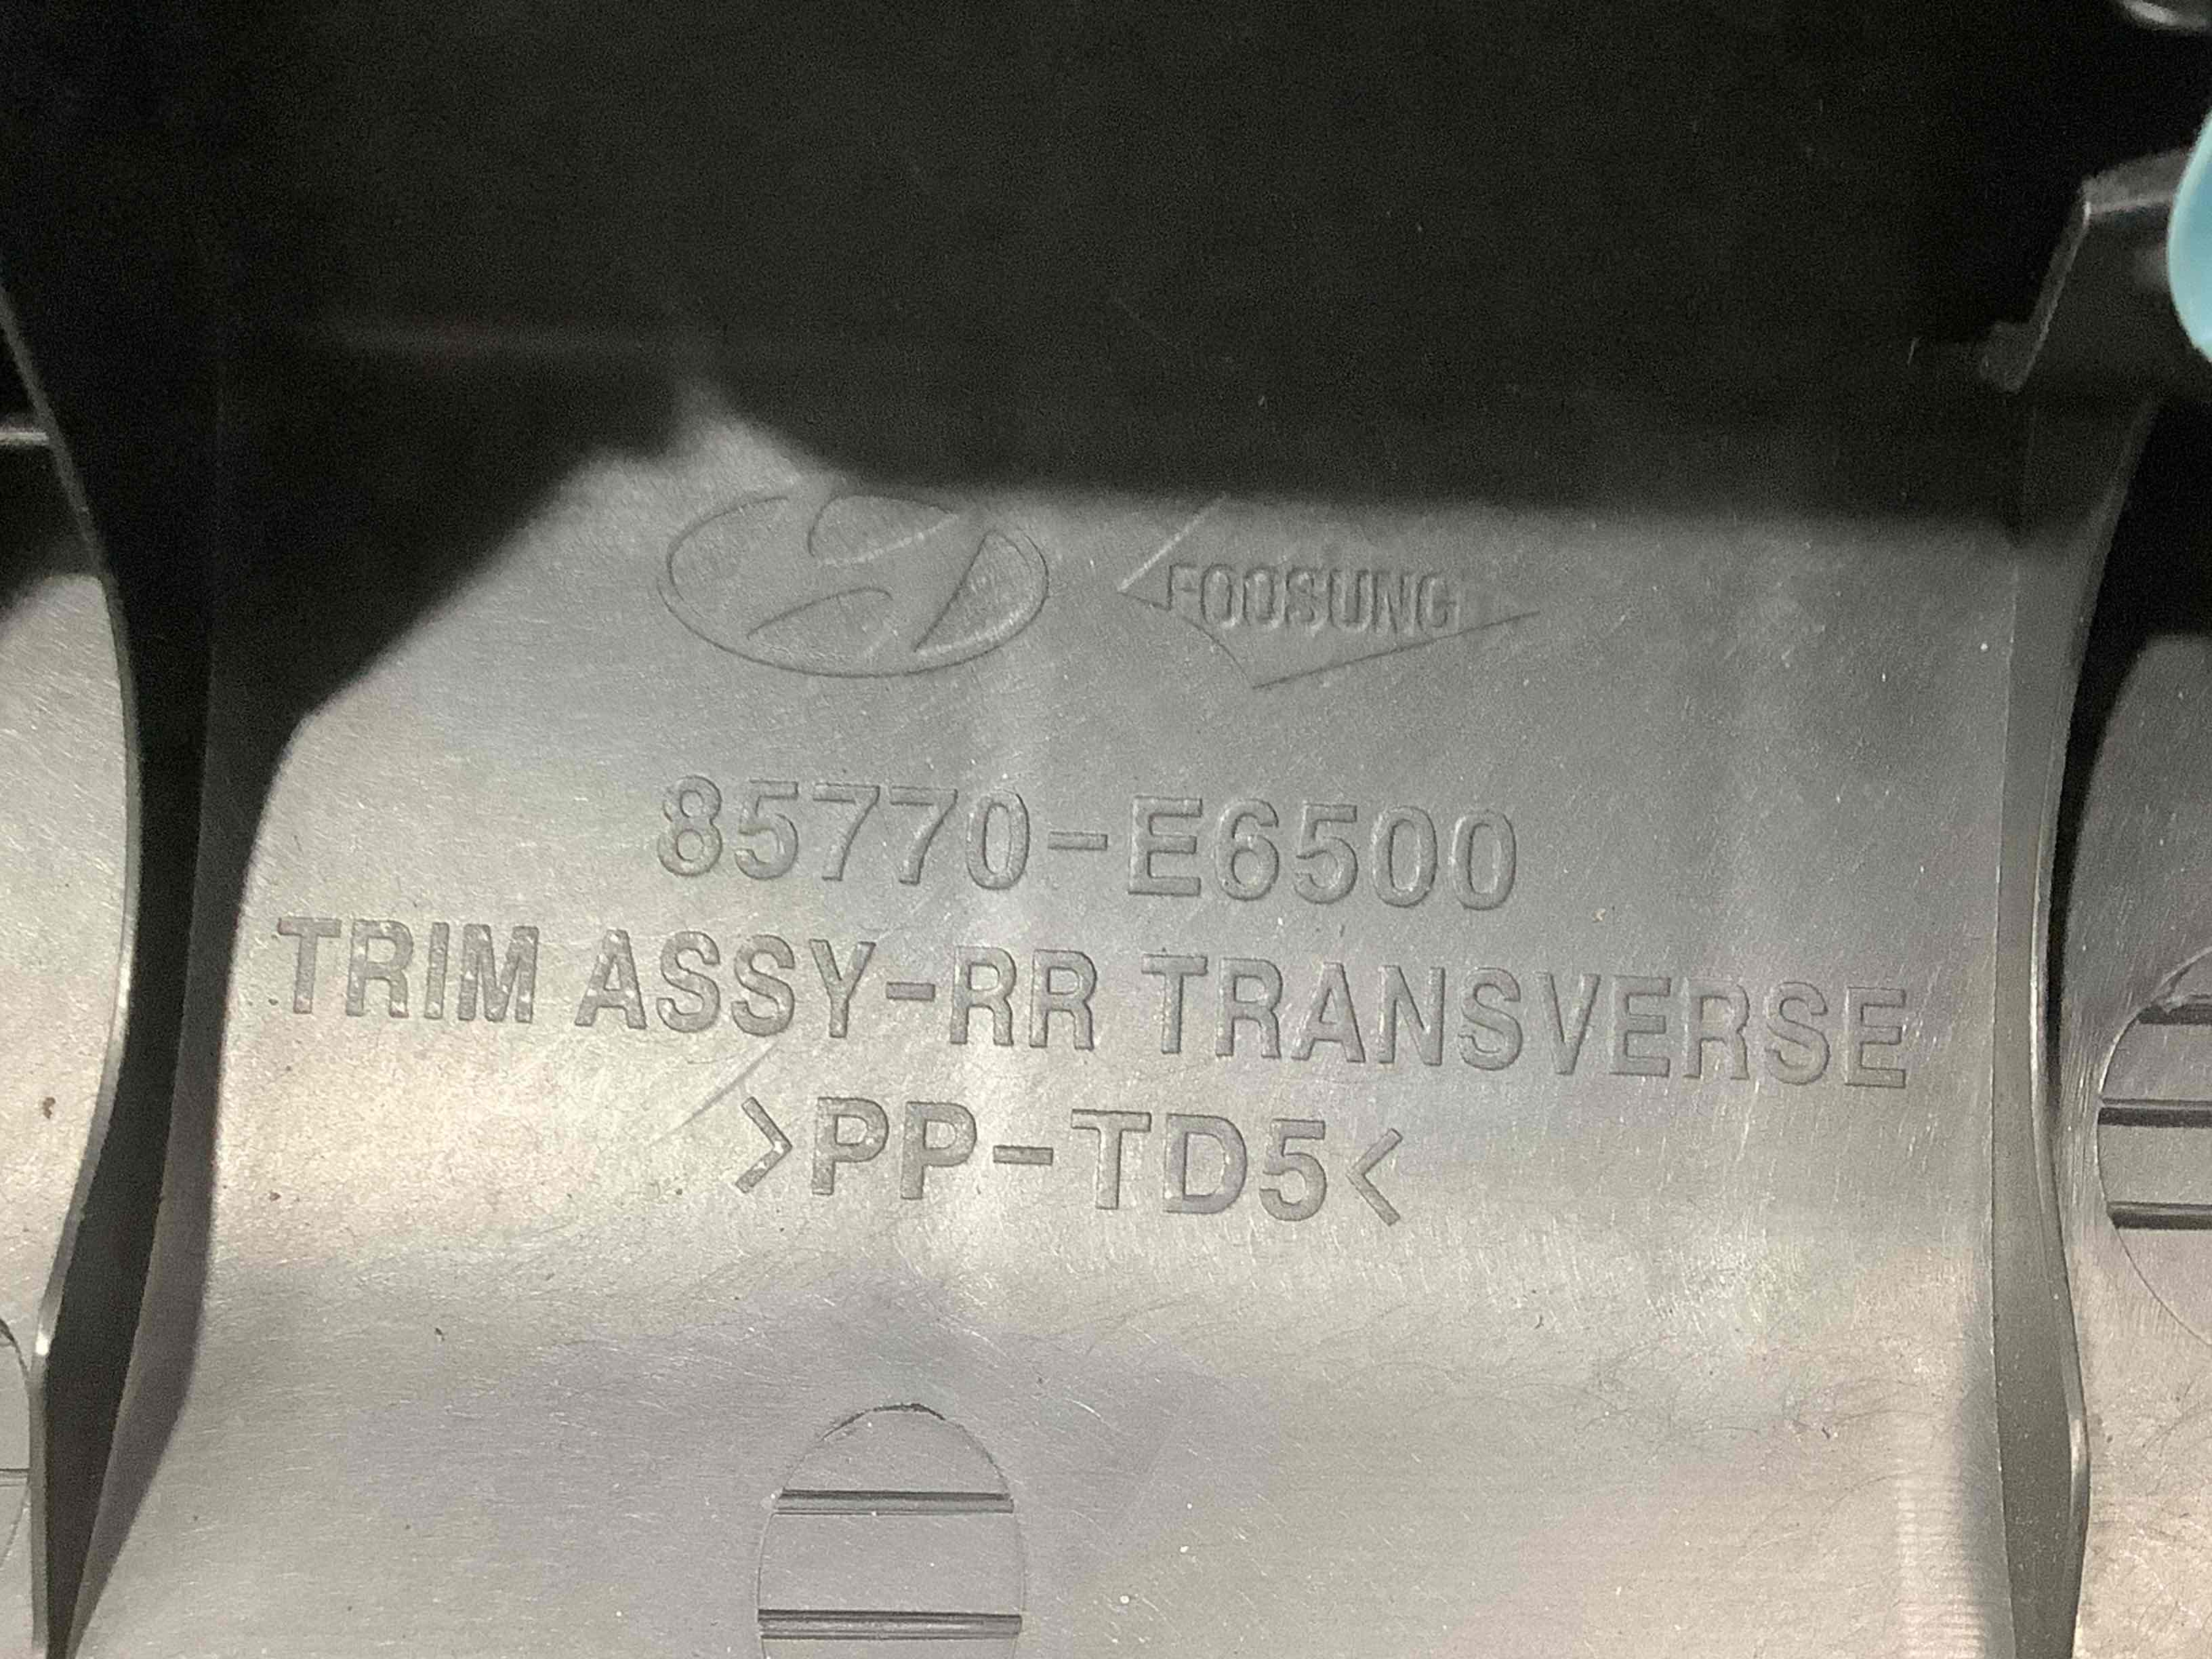 FOOSUNG
85770-E6500
TRIM ASSY-RR TRANSVERSE
>PP-TD5<